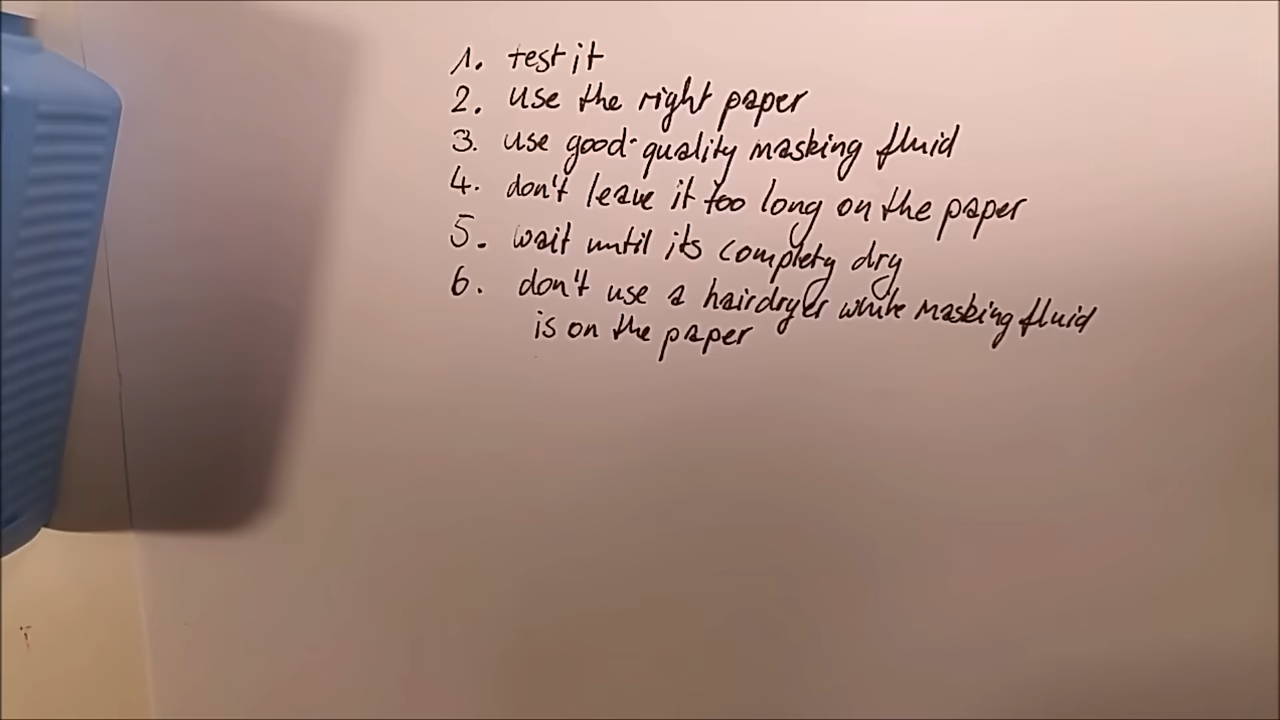 1. test it
2. use the right paper
3. use good-quality masking fluid
4. don't leave it too long on the paper
5. wait until its complety dry
6. don't use a hairdryer while masking fluid
is on the paper